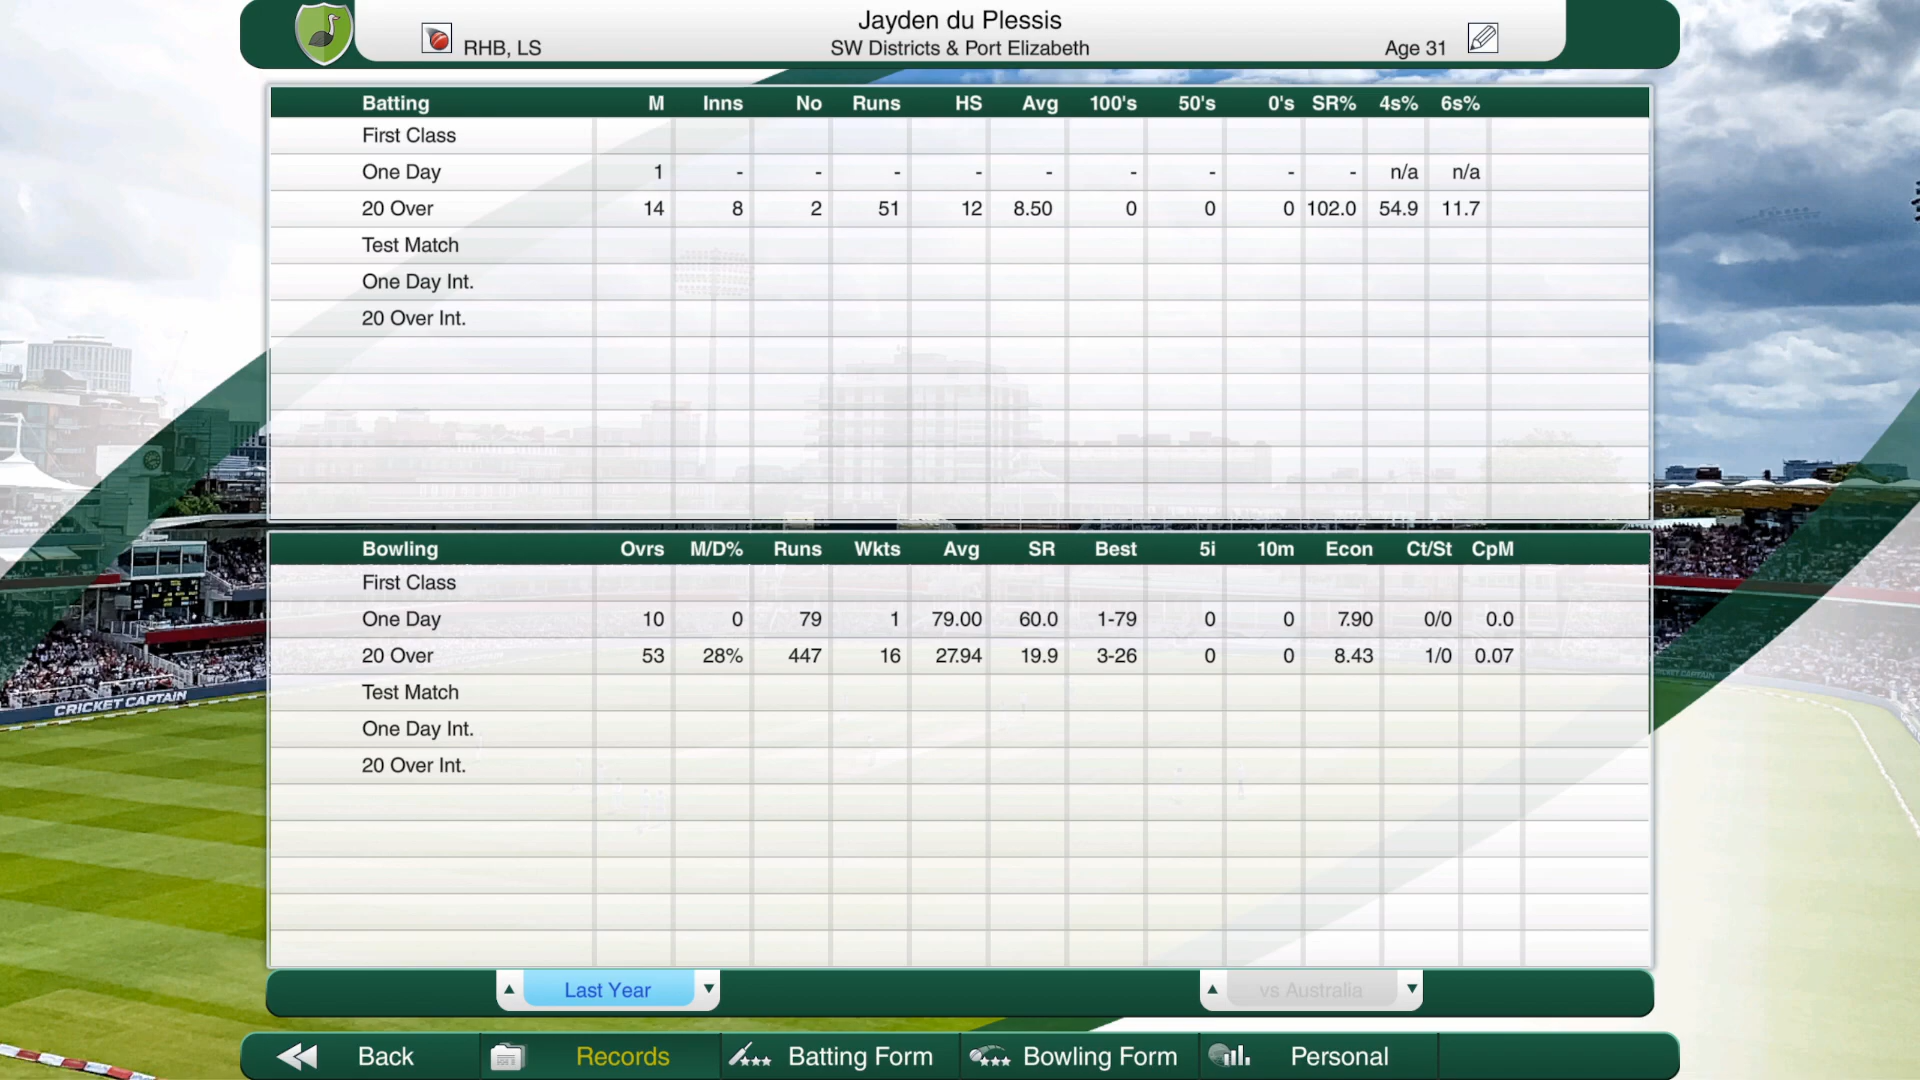 Jayden du Plessis
RHB, LS
SW Districts & Port Elizabeth
Age 31
Batting M Inns No Runs HS Avg 100's 50's 0's SR% 4s% 6s%
First Class
One Day 1 - - - - - - - - - n/a n/a
20 Over 14 8 2 51 12 8.50 0 0 0 102.0 54.9 11.7
Test Match
One Day Int.
20 Over Int.
Bowling Ovrs M/D% Runs Wkts Avg SR Best 5i 10m Econ Ct/St CpM
First Class
One Day 10 0 79 1 79.00 60.0 1-79 0 0 7.90 0/0 0.0
20 Over 53 28% 447 16 27.94 19.9 3-26 0 0 8.43 1/0 0.07
Test Match
One Day Int.
20 Over Int.
CRICKET CAPTAIN
Last Year
vs Australia
Back
Records
Batting Form
Bowling Form
Personal